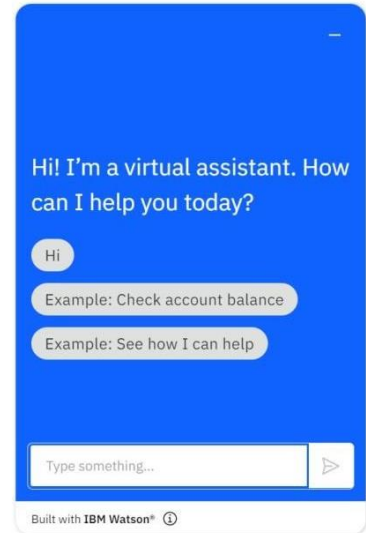 Hi! I’m a virtual assistant. How
can I help you today?
Hi
Example: Check account balance
Example: See how I can help
Type something...
Built with IBM Watson®